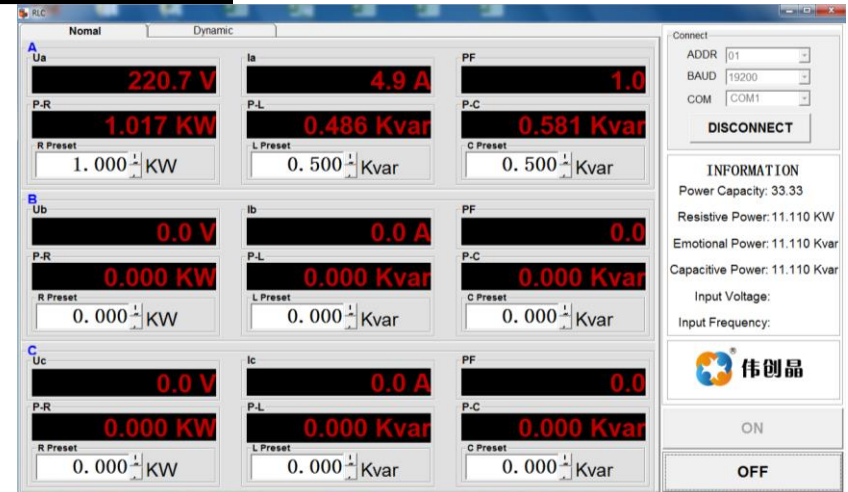 RLC
Nomal Dynamic
A
Ua Ia PF
220.7 V 4.9 A 1.0
P-R P-L P-C
1.017 KW 0.486 Kvar 0.581 Kvar
R Preset L Preset C Preset
1.000 KW 0.500 Kvar 0.500 Kvar
B
Ub Ib PF
0.0 V 0.0 A 0.0
P-R P-L P-C
0.000 KW 0.000 Kvar 0.000 Kvar
R Preset L Preset C Preset
0.000 KW 0.000 Kvar 0.000 Kvar
C
Uc Ic PF
0.0 V 0.0 A 0.0
P-R P-L P-C
0.000 KW 0.000 Kvar 0.000 Kvar
R Preset L Preset C Preset
0.000 KW 0.000 Kvar 0.000 Kvar
Connect
ADDR 01
BAUD 19200
COM COM1
DISCONNECT
INFORMATION
Power Capacity: 33.33
Resistive Power: 11.110 KW
Emotional Power: 11.110 Kvar
Capacitive Power: 11.110 Kvar
Input Voltage:
Input Frequency:
伟创品
ON
OFF